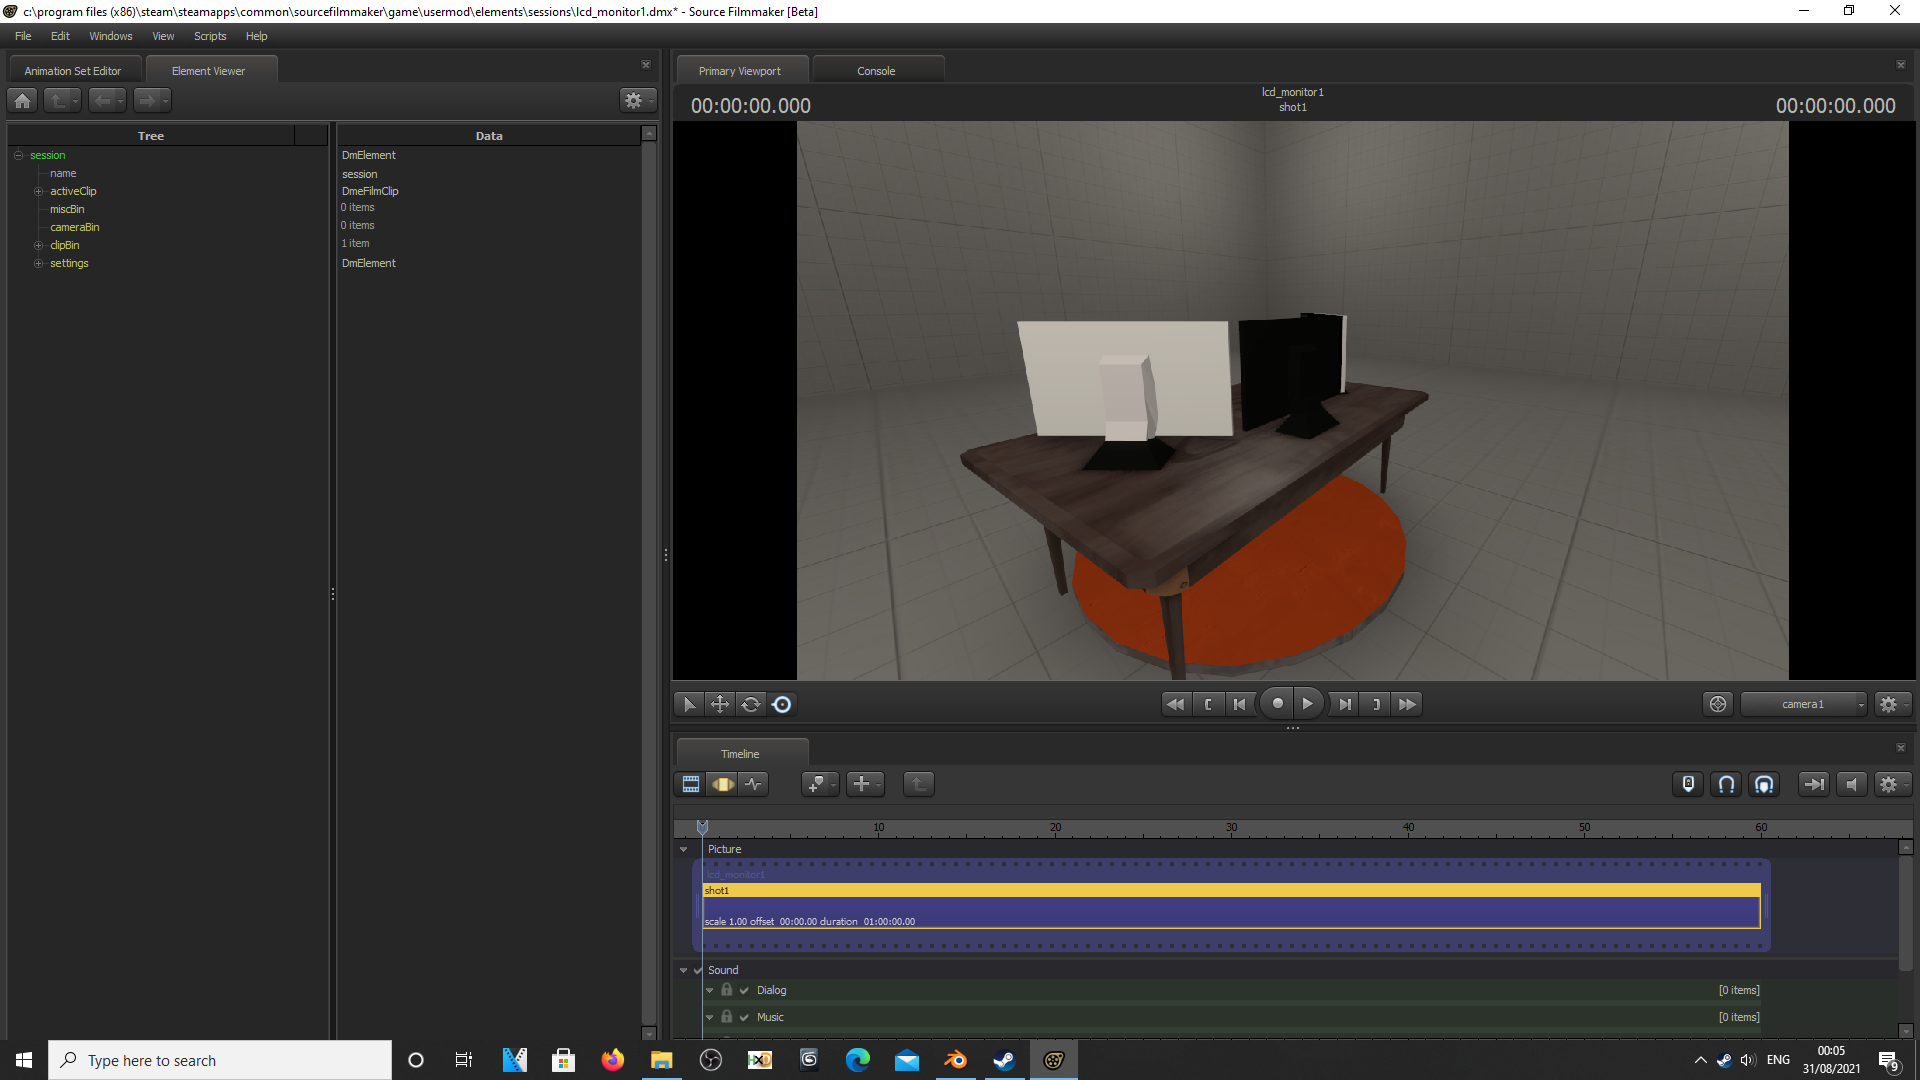 c:\program files (x86)\steam\steamapps\common\sourcefilmmaker\game\usermod\elements\sessions\lcd_monitor1.dmx* - Source Filmmaker [Beta]
File Edit Windows View Scripts Help
Animation Set Editor Element Viewer
Primary Viewport Console
00:00:00.000 lcd_monitor1 00:00:00.000
shot1
Tree Data
session DmElement
name session
activeClip DmeFilmClip
miscBin 0 items
cameraBin 0 items
clipBin 1 item
settings DmElement
camera1
Timeline
10 20 30 40 50 60
Picture
lcd_monitor1
shot1
scale 1.00 offset 00:00.00 duration 01:00:00.00
Sound
Dialog [0 items]
Music [0 items]
Type here to search
HXD
ENG
00:05
31/08/2021
9